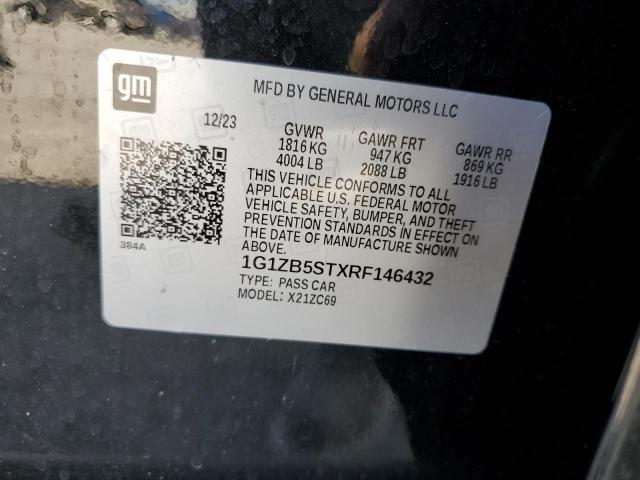 gm
MFD BY GENERAL MOTORS LLC
12/23 GVWR GAWR FRT GAWR RR
1816 KG 947 KG 869 KG
4004 LB 2088 LB 1916 LB
THIS VEHICLE CONFORMS TO ALL
APPLICABLE U.S. FEDERAL MOTOR
VEHICLE SAFETY, BUMPER, AND THEFT
PREVENTION STANDARDS IN EFFECT ON
THE DATE OF MANUFACTURE SHOWN
ABOVE.
384A
1G1ZB5STXRF146432
TYPE: PASS CAR
MODEL: X21ZC69